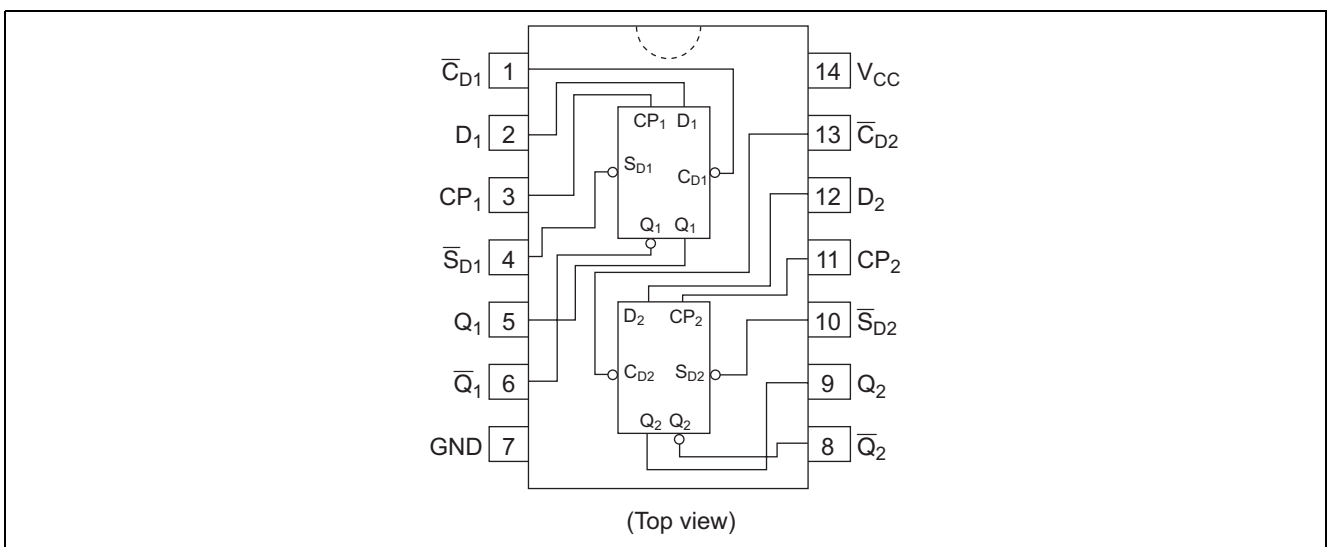 C̅D1 1
D1 2
CP1 3
S̅D1 4
Q1 5
Q̅1 6
GND 7
14 VCC
13 C̅D2
12 D2
11 CP2
10 S̅D2
9 Q2
8 Q̅2
CP1 D1
SD1
CD1
Q1 Q1
D2 CP2
CD2 SD2
Q2 Q2
(Top view)